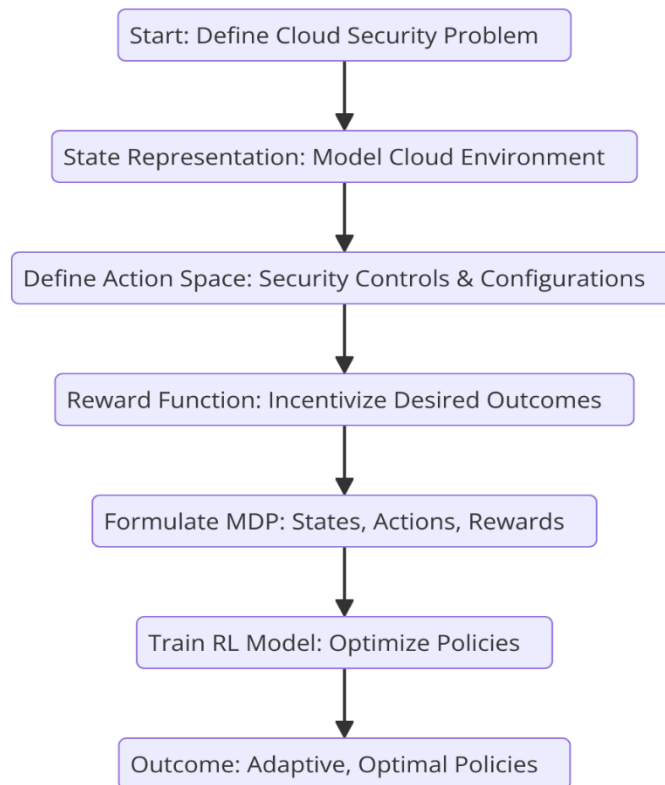 Start: Define Cloud Security Problem
State Representation: Model Cloud Environment
Define Action Space: Security Controls & Configurations
Reward Function: Incentivize Desired Outcomes
Formulate MDP: States, Actions, Rewards
Train RL Model: Optimize Policies
Outcome: Adaptive, Optimal Policies